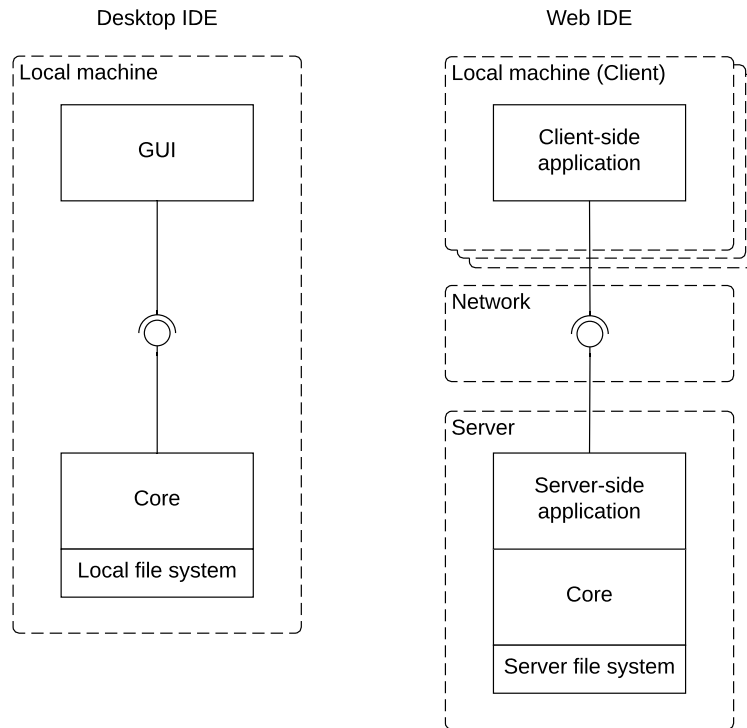 Desktop IDE
Local machine
GUI
Core
Local file system
Web IDE
Local machine (Client)
Client-side
application
Network
Server
Server-side
application
Core
Server file system